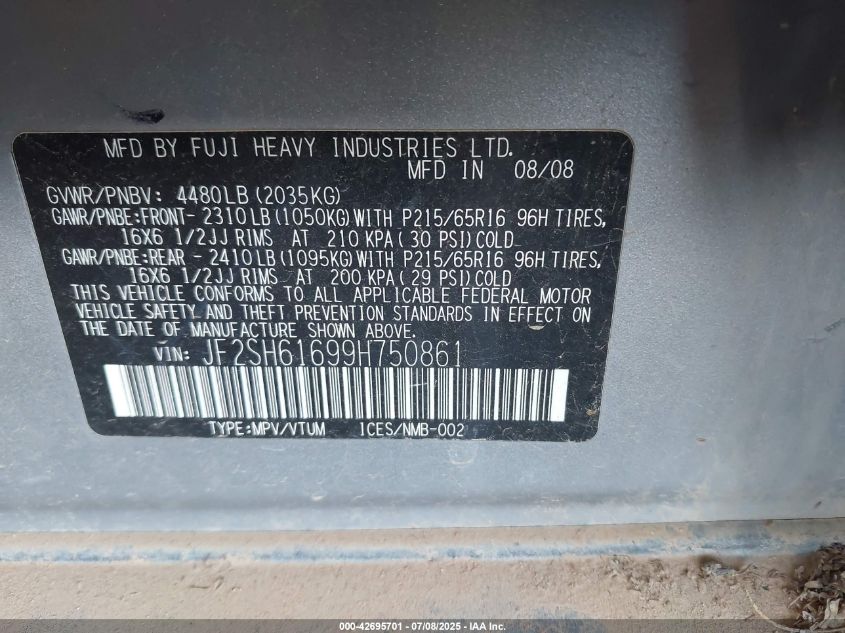 MFD BY FUJI HEAVY INDUSTRIES LTD.
MFD IN 08/08
GVWR/PNBV: 4480LB (2035KG)
GAWR/PNBE:FRONT- 2310LB (1050KG) WITH P215/65R16 96H TIRES,
16X6 1/2JJ RIMS AT 210 KPA( 30 PSI) COLD
GAWR/PNBE:REAR - 2410LB (1095KG) WITH P215/65R16 96H TIRES,
16X6 1/2JJ RIMS AT 200 KPA( 29 PSI) COLD
THIS VEHICLE CONFORMS TO ALL APPLICABLE FEDERAL MOTOR
VEHICLE SAFETY AND THEFT PREVENTION STANDARDS IN EFFECT ON
THE DATE OF MANUFACTURE SHOWN ABOVE.
VIN: JF2SH61699H750861
TYPE:MPV/VTUM ICES/NMB-002
000-42695701 - 07/08/2025 - IAA Inc.